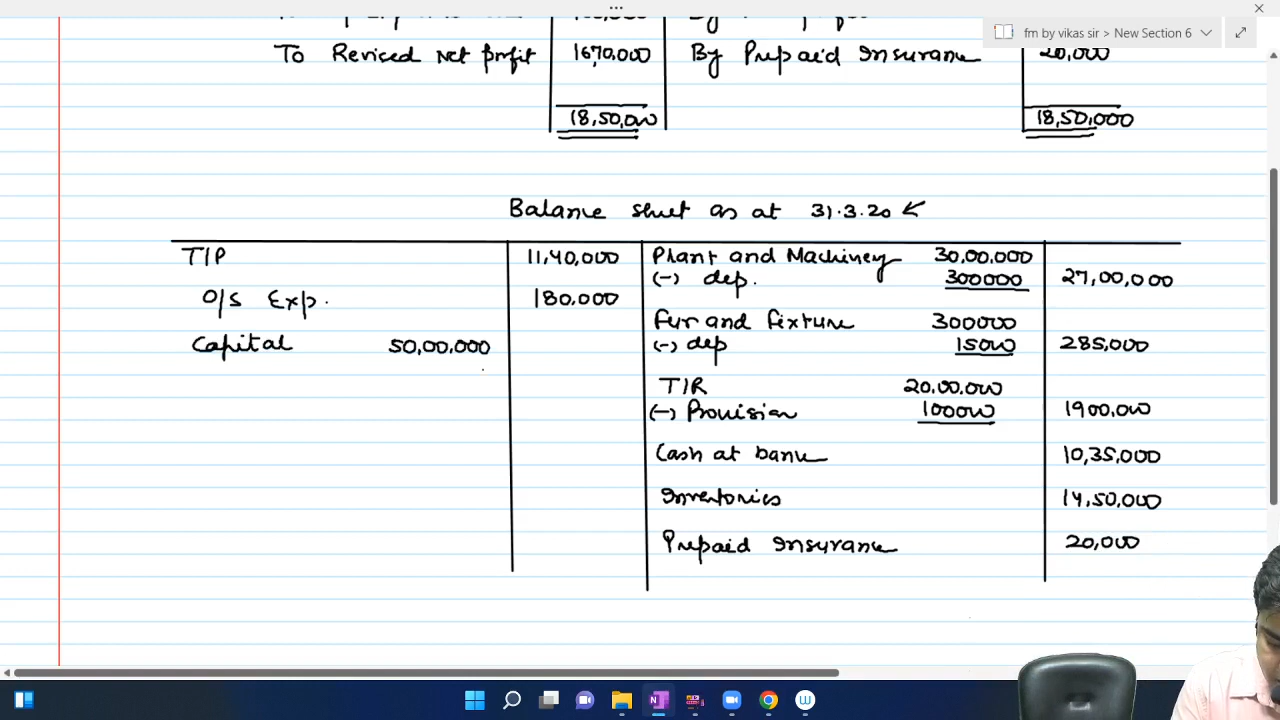 fm by vikas sir > New Section 6
To Revised Net profit 16,70,000 By Prepaid Insurance 20,000
18,50,000 18,50,000
Balance sheet as at 31.3.20
T/P 11,40,000 Plant and Machinery 30,00,000
(-) dep. 300000 27,00,000
O/S Exp. 180,000
Fur and fixture 300000
Capital 50,00,000 (-) dep 15000 285,000
T/R 20,00,000
(-) Provision 100000 1900,000
Cash at bank 10,35,000
Inventories 14,50,000
Prepaid Insurance 20,000